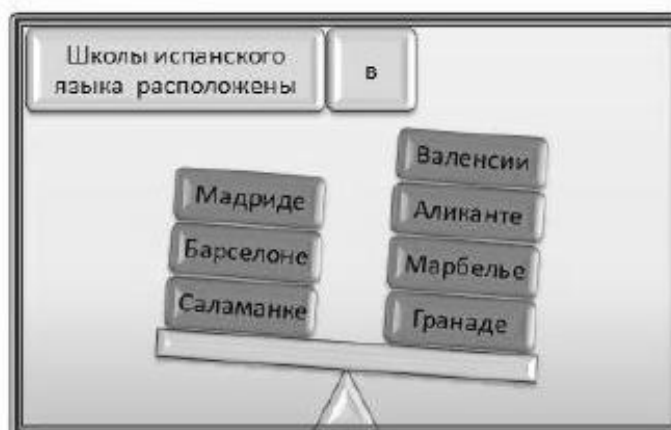 Школы испанского
языка расположены
в
Мадриде
Барселоне
Саламанке
Валенсии
Аликанте
Марбелье
Гранаде